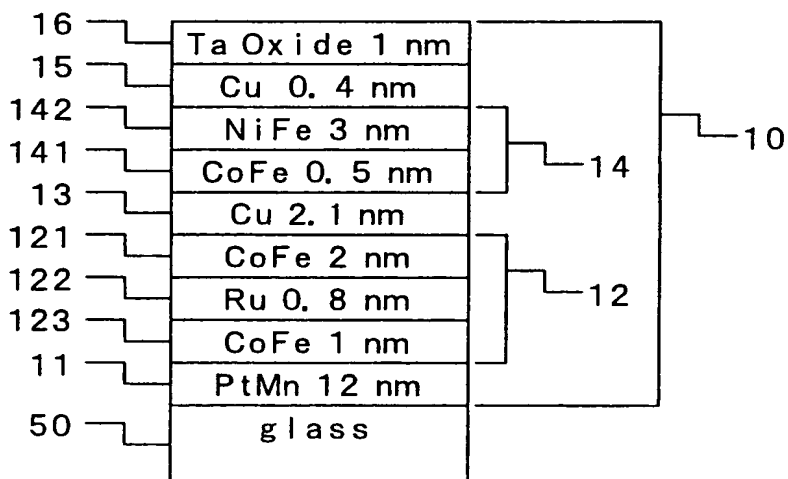 16
Ta Oxide 1 nm
15
Cu 0.4 nm
142
NiFe 3 nm
10
141
CoFe 0.5 nm
14
13
Cu 2.1 nm
121
CoFe 2 nm
122
Ru 0.8 nm
12
123
CoFe 1 nm
11
PtMn 12 nm
50
glass